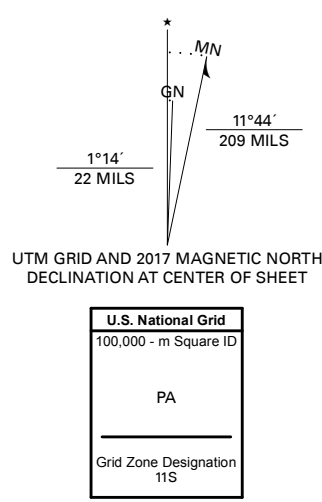 MN
GN
11°44´
209 MILS
1°14´
22 MILS
UTM GRID AND 2017 MAGNETIC NORTH
DECLINATION AT CENTER OF SHEET
U.S. National Grid
100,000 - m Square ID
PA
Grid Zone Designation
11S